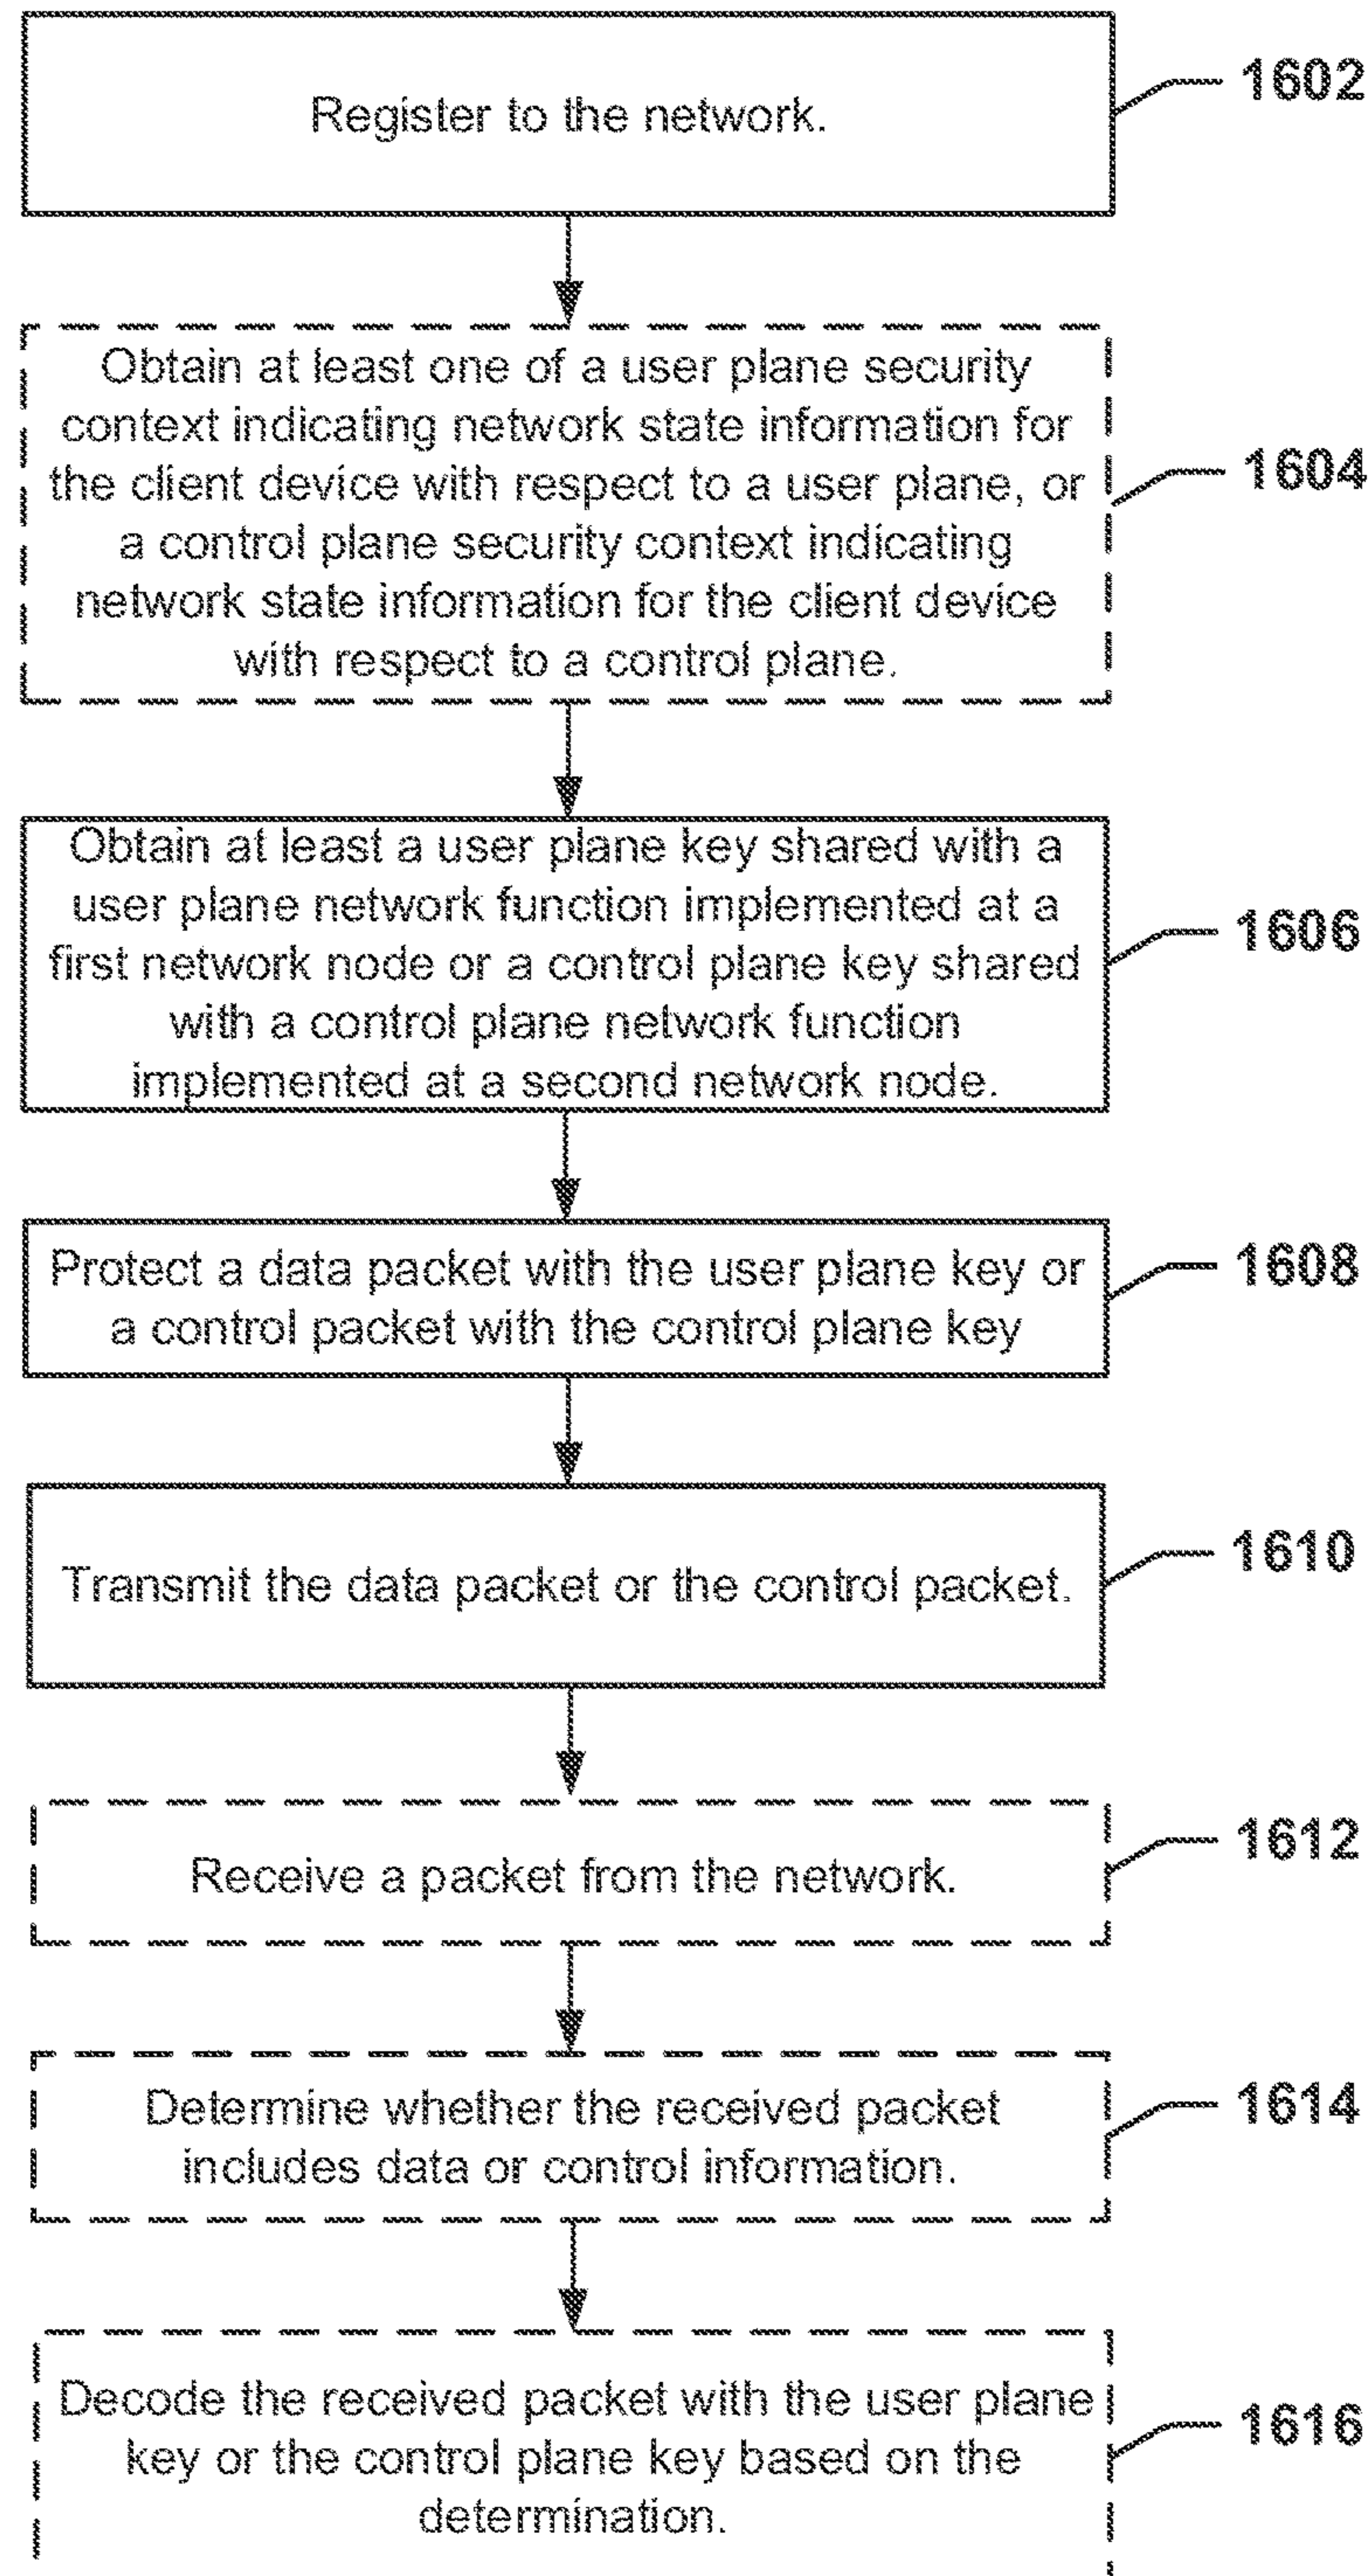 Register to the network.
1602
Obtain at least one of a user plane security
context indicating network state information for
the client device with respect to a user plane, or
a control plane security context indicating
network state information for the client device
with respect to a control plane.
1604
Obtain at least a user plane key shared with a
user plane network function implemented at a
first network node or a control plane key shared
with a control plane network function
implemented at a second network node.
1606
Protect a data packet with the user plane key or
a control packet with the control plane key
1608
Transmit the data packet or the control packet.
1610
Receive a packet from the network.
1612
Determine whether the received packet
includes data or control information.
1614
Decode the received packet with the user plane
key or the control plane key based on the
determination.
1616